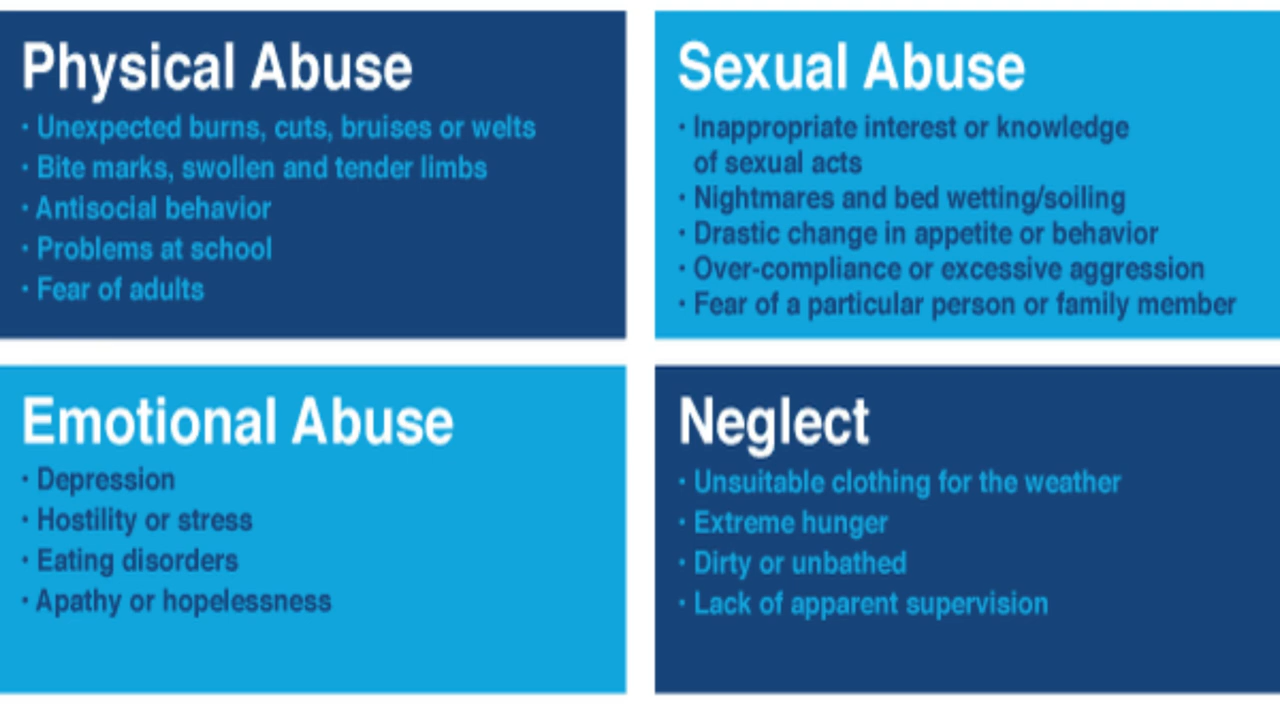 Physical Abuse
· Unexpected burns, cuts, bruises or welts
· Bite marks, swollen and tender limbs
· Antisocial behavior
· Problems at school
· Fear of adults
Sexual Abuse
· Inappropriate interest or knowledge
of sexual acts
· Nightmares and bed wetting/soiling
· Drastic change in appetite or behavior
· Over-compliance or excessive aggression
· Fear of a particular person or family member
Emotional Abuse
· Depression
· Hostility or stress
· Eating disorders
· Apathy or hopelessness
Neglect
· Unsuitable clothing for the weather
· Extreme hunger
· Dirty or unbathed
· Lack of apparent supervision